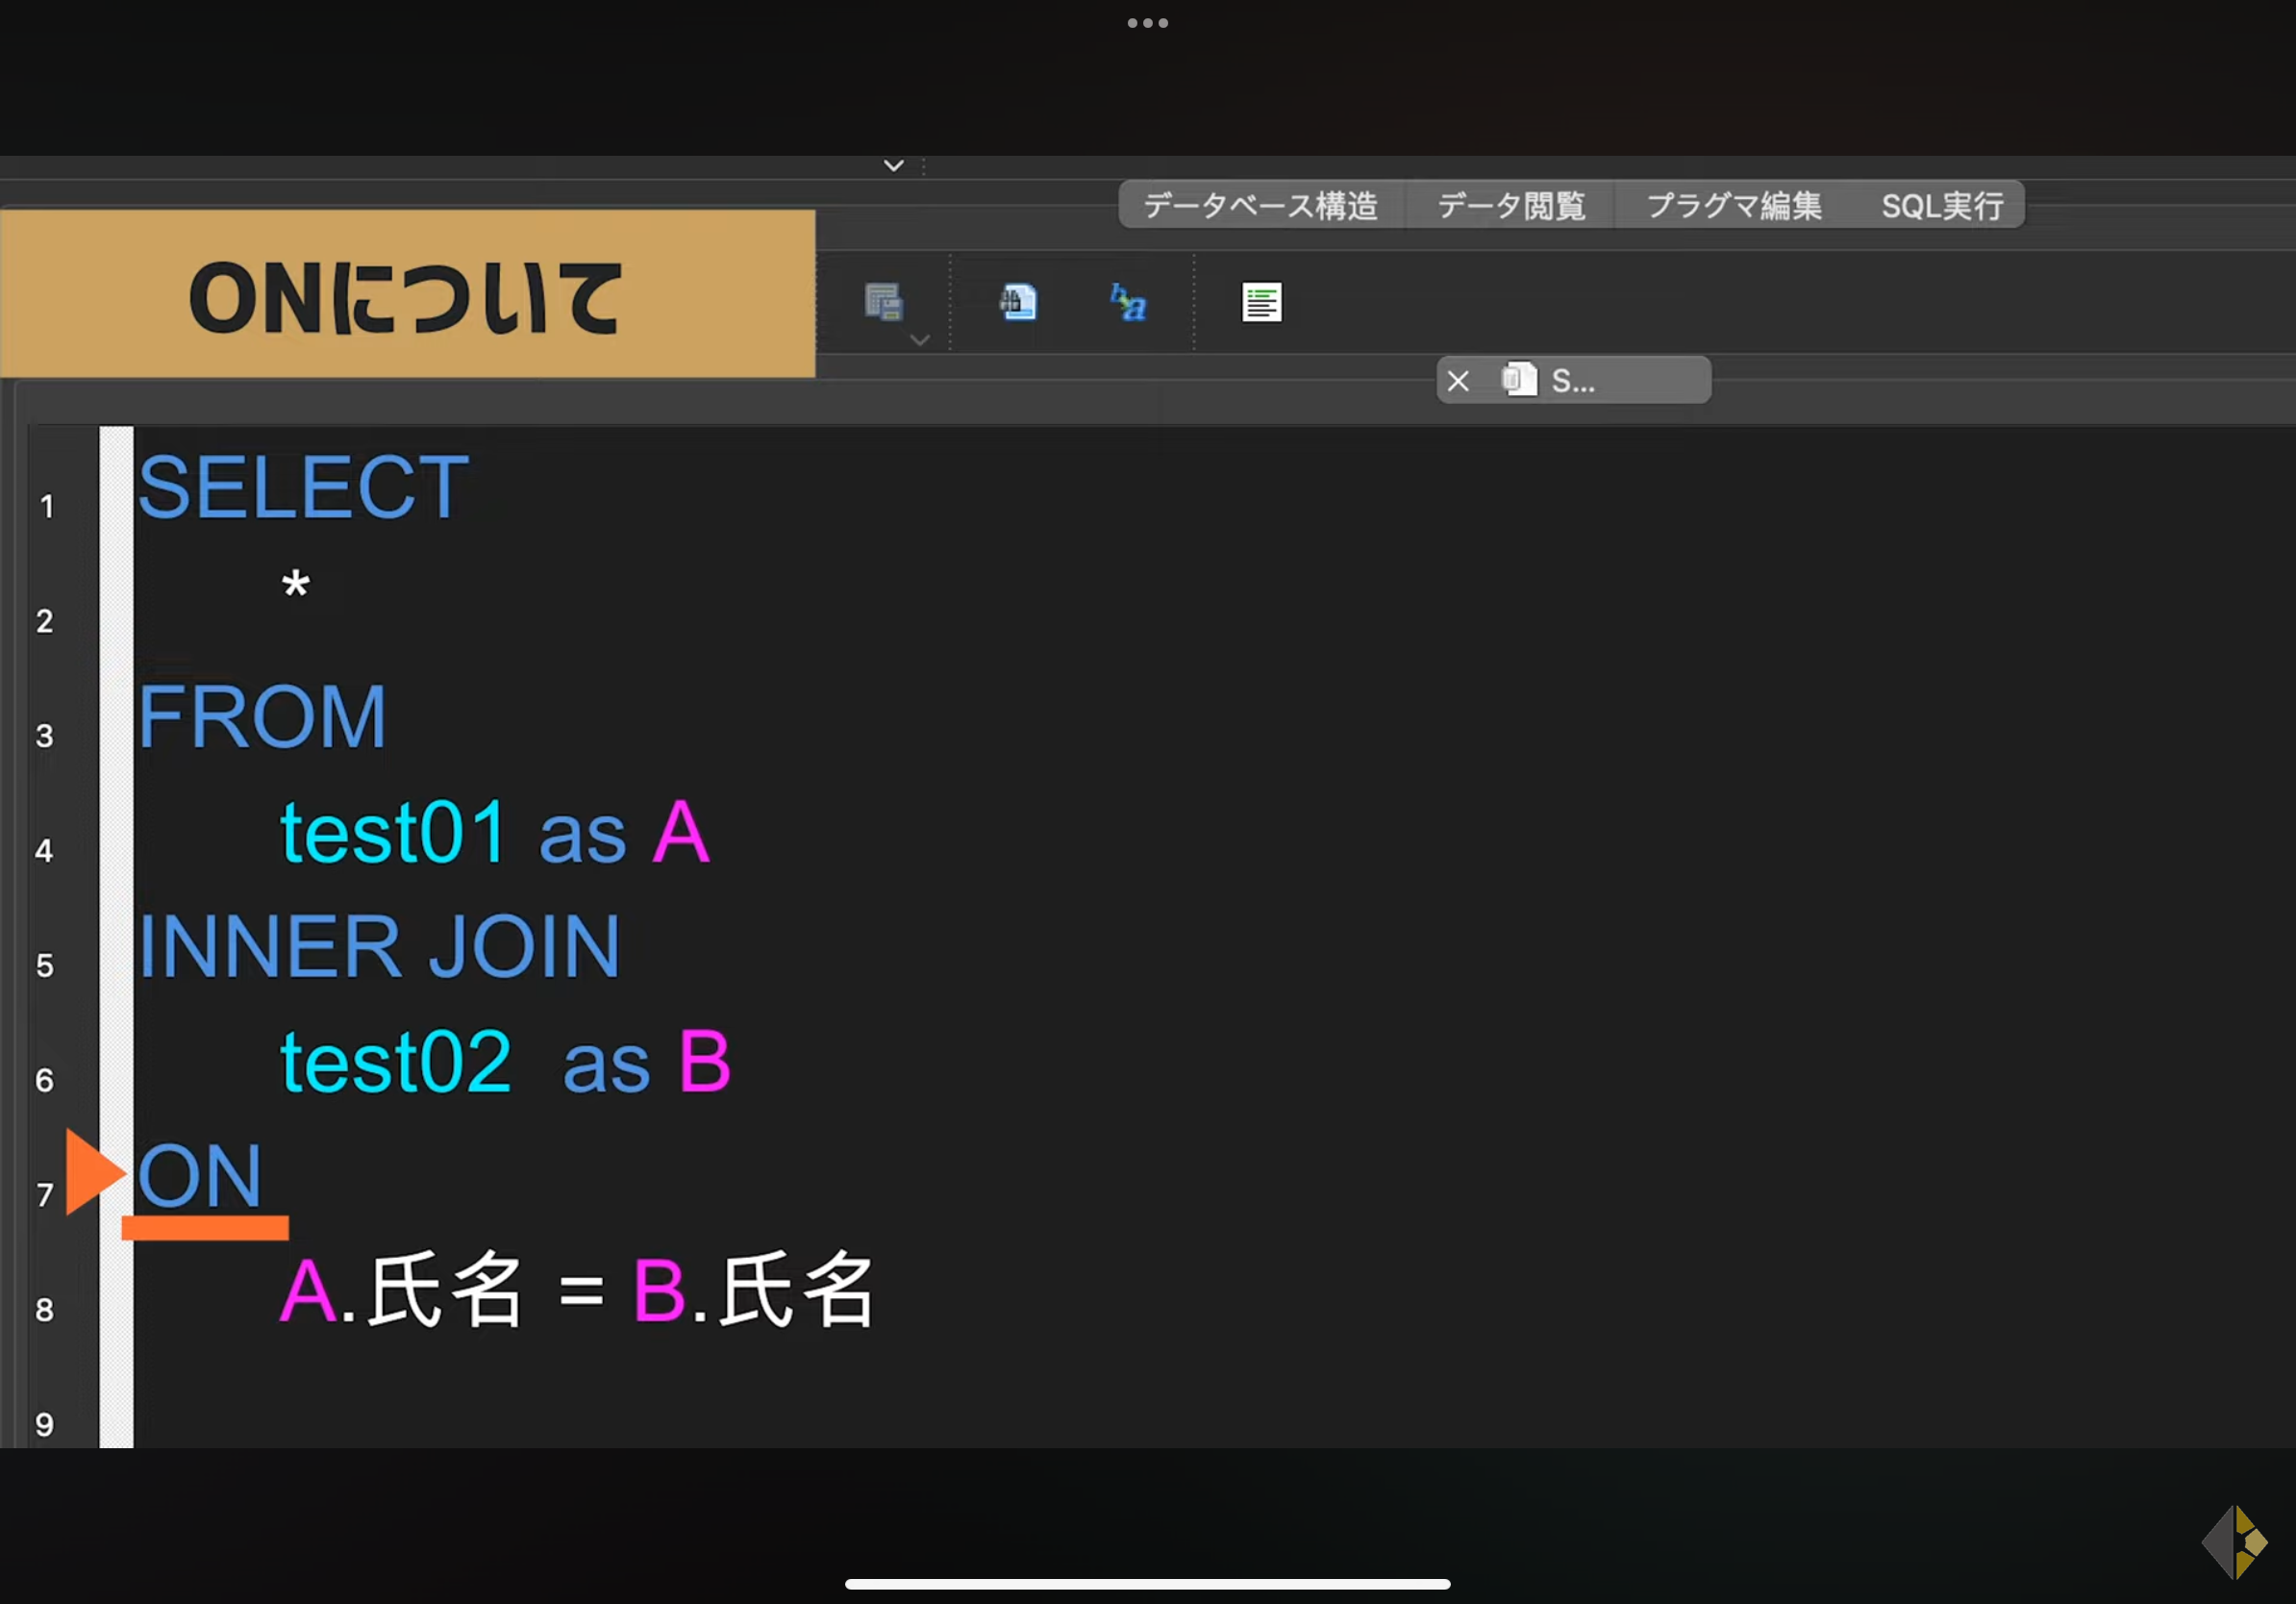 データベース構造 データ閲覧 プラグマ編集 SQL実行
ONについて
S...
1 SELECT
2 *
3 FROM
4 test01 as A
5 INNER JOIN
6 test02 as B
7 ON
8 A.氏名 = B.氏名
9